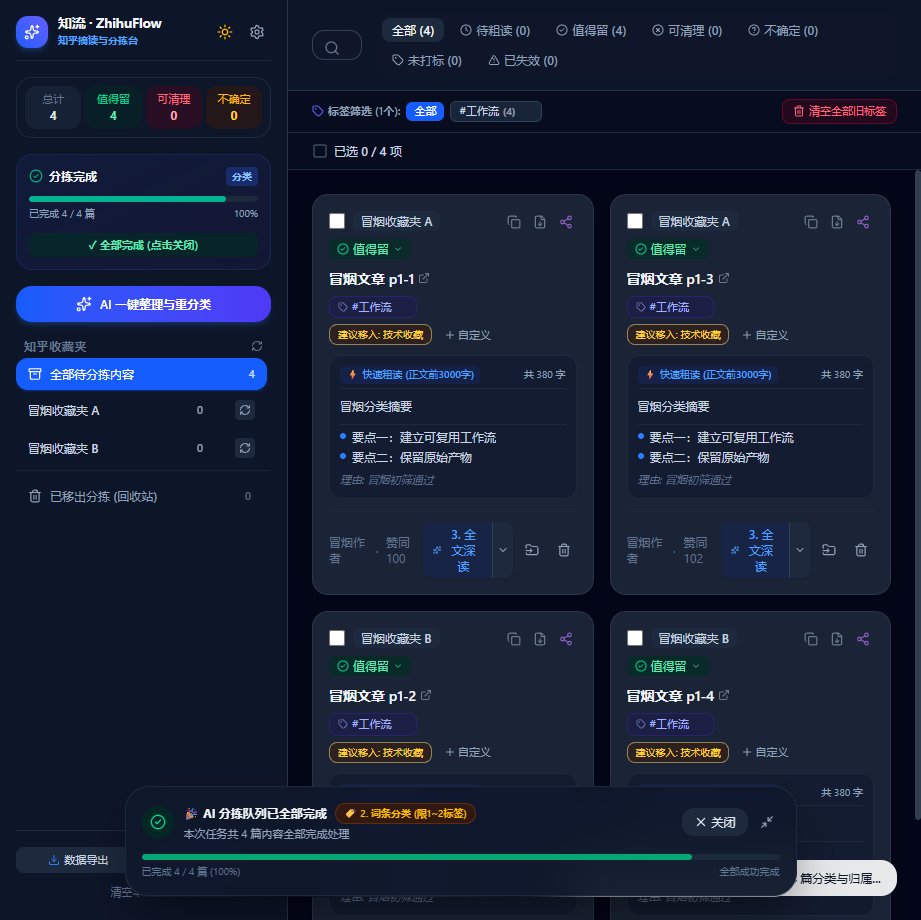 知流 · ZhihuFlow
知乎摘读与分拣台
总计
4
值得留
4
可清理
0
不确定
0
分拣完成
分类
已完成 4 / 4 篇
100%
✓ 全部完成 (点击关闭)
AI 一键整理与重分类
知乎收藏夹
全部待分拣内容
4
冒烟收藏夹 A
0
冒烟收藏夹 B
0
已移出分拣 (回收站)
0
数据导出
全部 (4)
待粗读 (0)
值得留 (4)
可清理 (0)
不确定 (0)
未打标 (0)
已失效 (0)
标签筛选 (1个):
全部
#工作流 (4)
清空全部旧标签
已选 0 / 4 项
冒烟收藏夹 A
值得留
冒烟文章 p1-1
#工作流
建议移入: 技术收藏
+ 自定义
快速粗读 (正文前3000字)
共 380 字
冒烟分类摘要
要点一：建立可复用工作流
要点二：保留原始产物
理由: 冒烟初筛通过
冒烟作
者
·
赞同
100
3. 全
文深
读
冒烟收藏夹 A
值得留
冒烟文章 p1-3
#工作流
建议移入: 技术收藏
+ 自定义
快速粗读 (正文前3000字)
共 380 字
冒烟分类摘要
要点一：建立可复用工作流
要点二：保留原始产物
理由: 冒烟初筛通过
冒烟作
者
·
赞同
102
3. 全
文深
读
冒烟收藏夹 B
值得留
冒烟文章 p1-2
#工作流
建议移入: 技术收藏
+ 自定义
冒烟收藏夹 B
值得留
冒烟文章 p1-4
#工作流
建议移入: 技术收藏
+ 自定义
共 380 字
AI 分拣队列已全部完成
2. 词条分类 (限1~2标签)
本次任务共 4 篇内容全部完成处理
关闭
已完成 4 / 4 篇 (100%)
全部成功完成
篇分类与归属...
清空